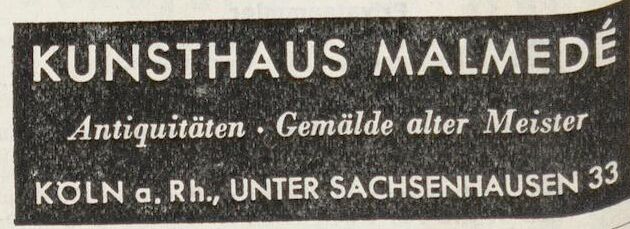 KUNSTHAUS MALMEDÉ
Antiquitäten · Gemälde alter Meister
KÖLN a. Rh., UNTER SACHSENHAUSEN 33